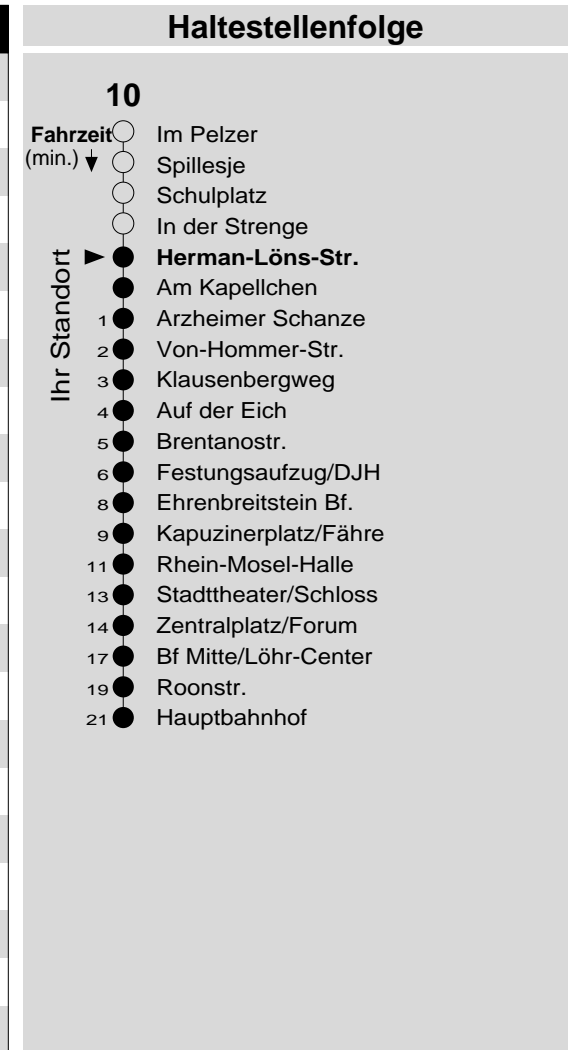 Haltestellenfolge
10
Fahrzeit Im Pelzer
(min.) Spillesje
Schulplatz
In der Strenge
Ihr Standort
Herman-Löns-Str.
Am Kapellchen
1 Arzheimer Schanze
2 Von-Hommer-Str.
3 Klausenbergweg
4 Auf der Eich
5 Brentanostr.
6 Festungsaufzug/DJH
8 Ehrenbreitstein Bf.
9 Kapuzinerplatz/Fähre
11 Rhein-Mosel-Halle
13 Stadttheater/Schloss
14 Zentralplatz/Forum
17 Bf Mitte/Löhr-Center
19 Roonstr.
21 Hauptbahnhof